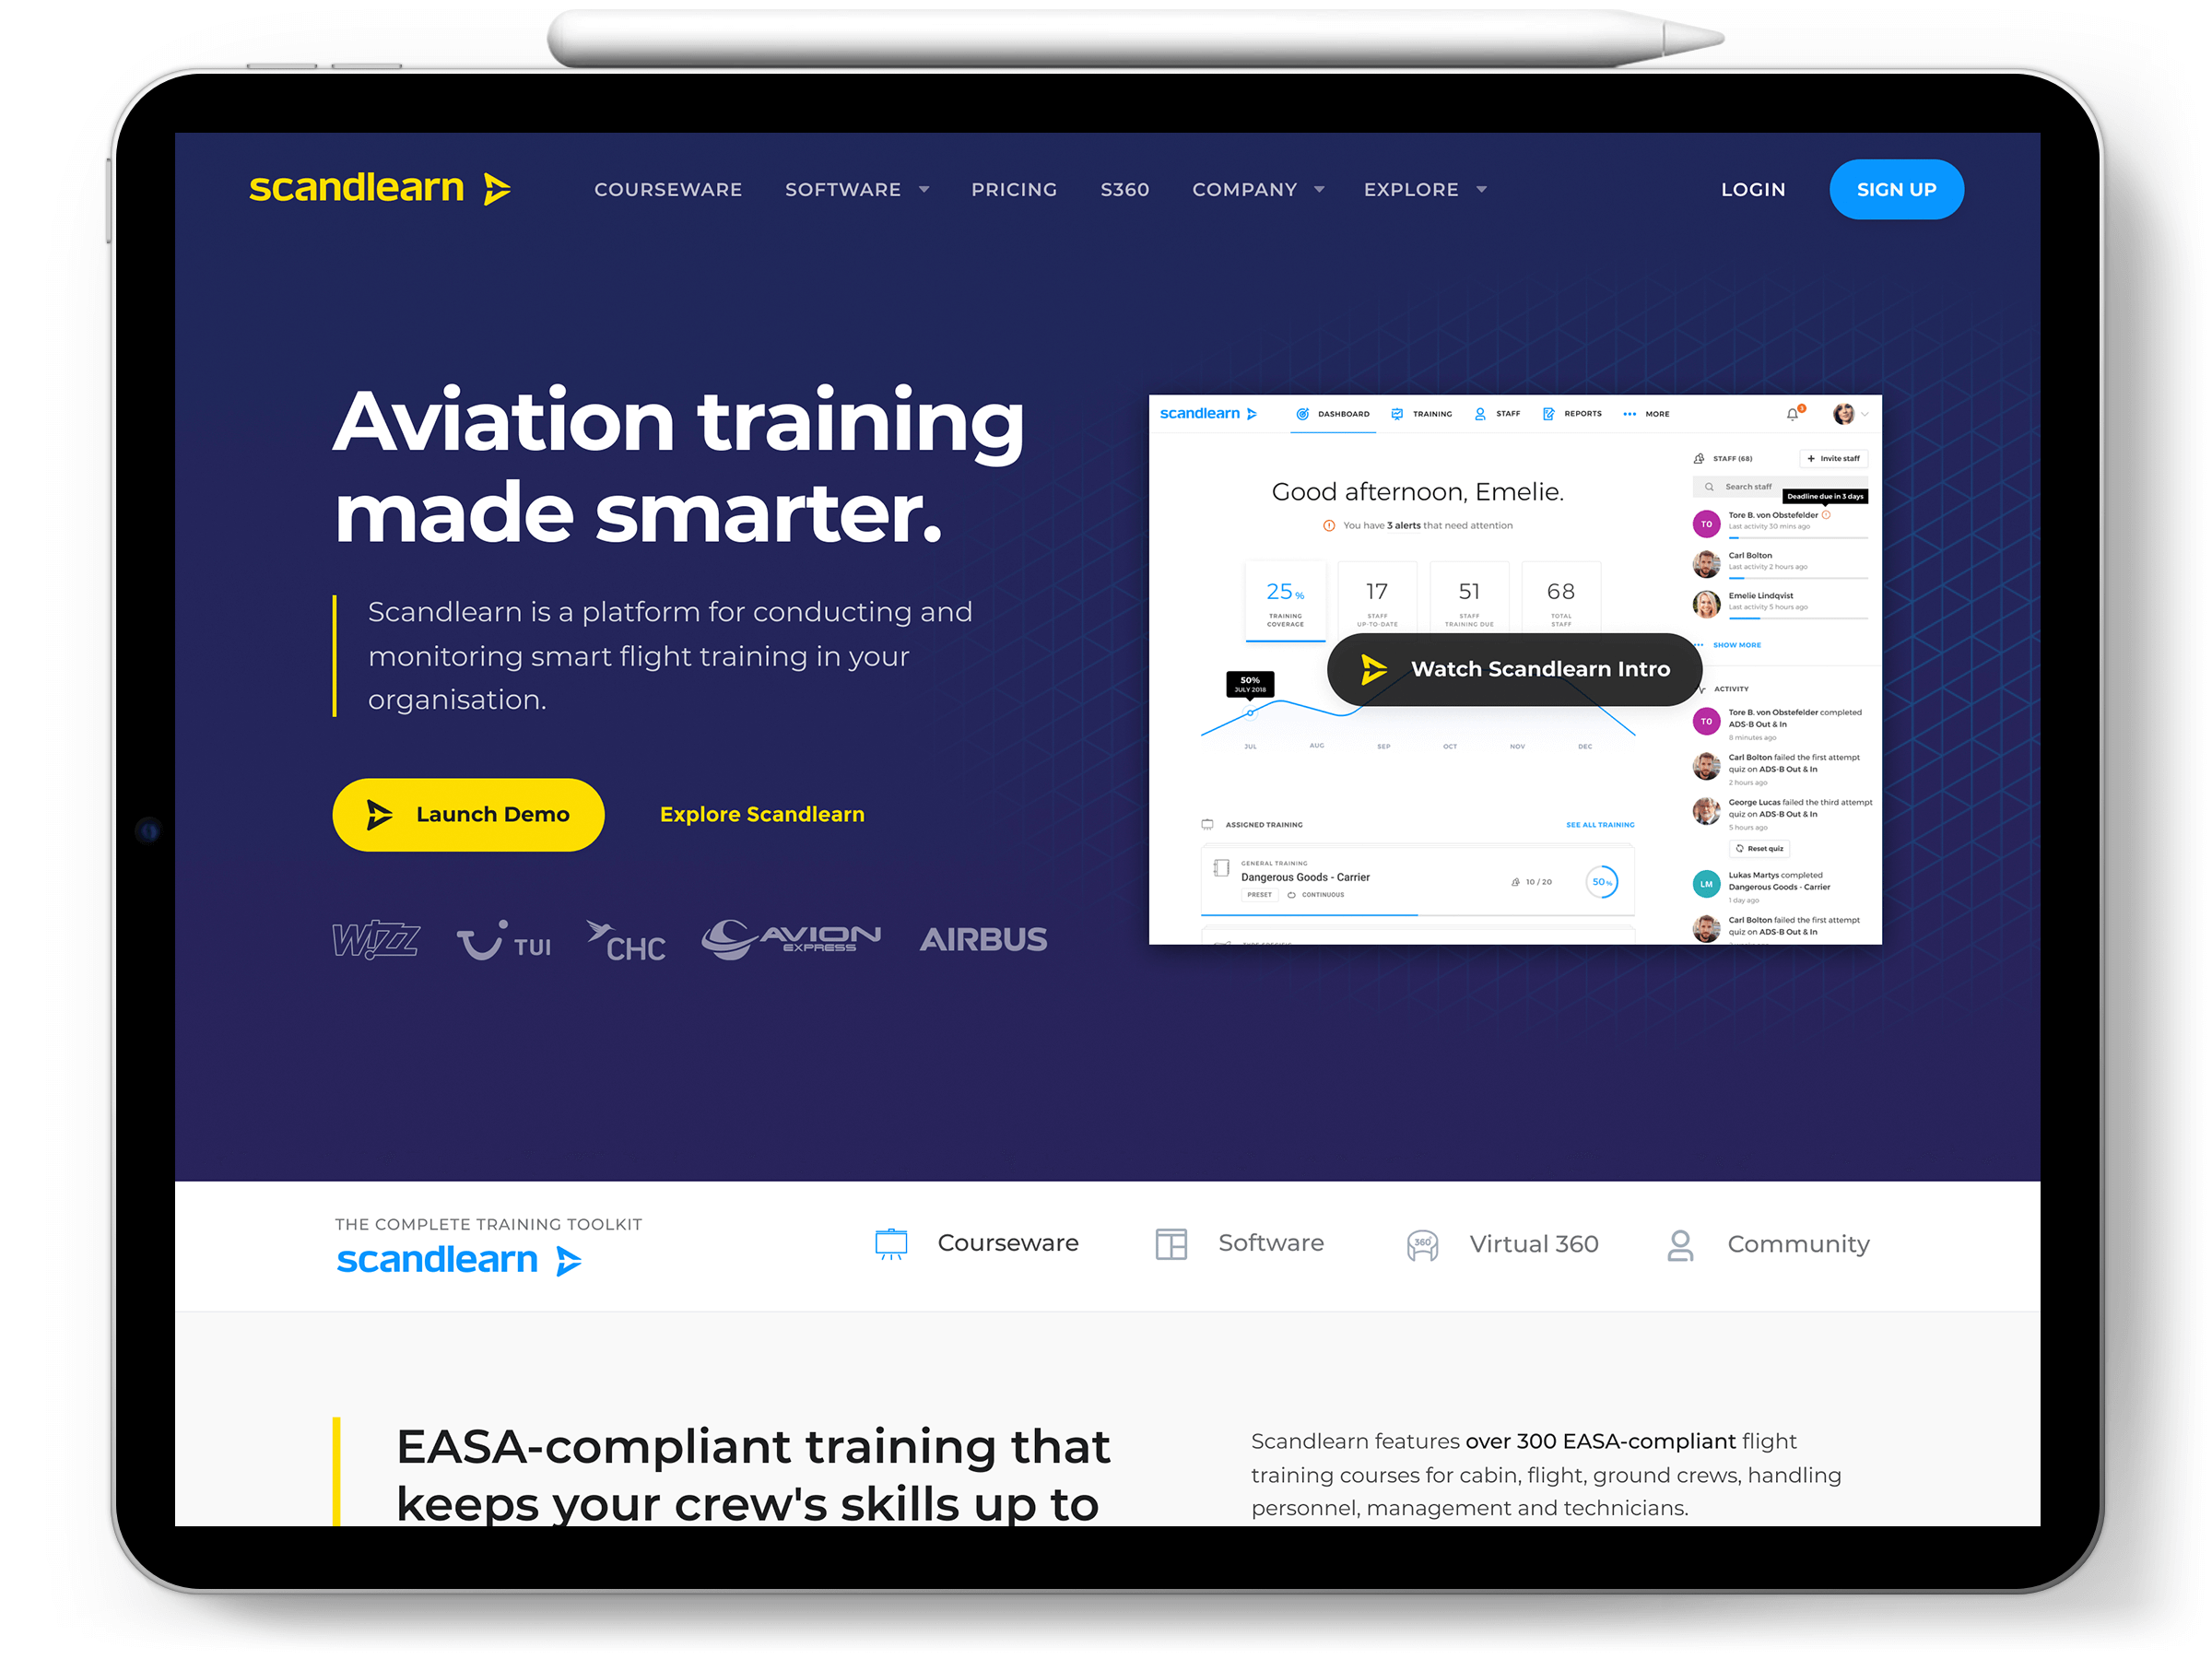 scandlearn
COURSEWARE
SOFTWARE
PRICING
S360
COMPANY
EXPLORE
LOGIN
SIGN UP
Aviation training
made smarter.
Scandlearn is a platform for conducting and
monitoring smart flight training in your
organisation.
Launch Demo
Explore Scandlearn
WIZZ
TUI
CHC
AVION
EXPRESS
AIRBUS
scandlearn
DASHBOARD
TRAINING
STAFF
REPORTS
MORE
3
Good afternoon, Emelie.
You have 3 alerts that need attention
25%
TRAINING
COVERAGE
17
STAFF
UP-TO-DATE
51
STAFF
TRAINING DUE
68
TOTAL
STAFF
Watch Scandlearn Intro
50%
JULY 2018
JUL
AUG
SEP
OCT
NOV
DEC
ASSIGNED TRAINING
SEE ALL TRAINING
GENERAL TRAINING
Dangerous Goods - Carrier
PRESET
CONTINUOUS
10 / 20
50%
STAFF (68)
+ Invite staff
Search staff
Deadline due in 3 days
TO
Tore B. von Obstefelder
Last activity 30 mins ago
Carl Bolton
Last activity 2 hours ago
Emelie Lindqvist
Last activity 5 hours ago
SHOW MORE
ACTIVITY
TO
Tore B. von Obstefelder completed
ADS-B Out & In
8 minutes ago
Carl Bolton failed the first attempt
quiz on ADS-B Out & In
2 hours ago
George Lucas failed the third attempt
quiz on ADS-B Out & In
5 hours ago
Reset quiz
LM
Lukas Martys completed
Dangerous Goods - Carrier
1 day ago
Carl Bolton failed the first attempt
quiz on ADS-B Out & In
THE COMPLETE TRAINING TOOLKIT
scandlearn
Courseware
Software
360°
Virtual 360
Community
EASA-compliant training that
keeps your crew's skills up to
Scandlearn features over 300 EASA-compliant flight
training courses for cabin, flight, ground crews, handling
personnel, management and technicians.